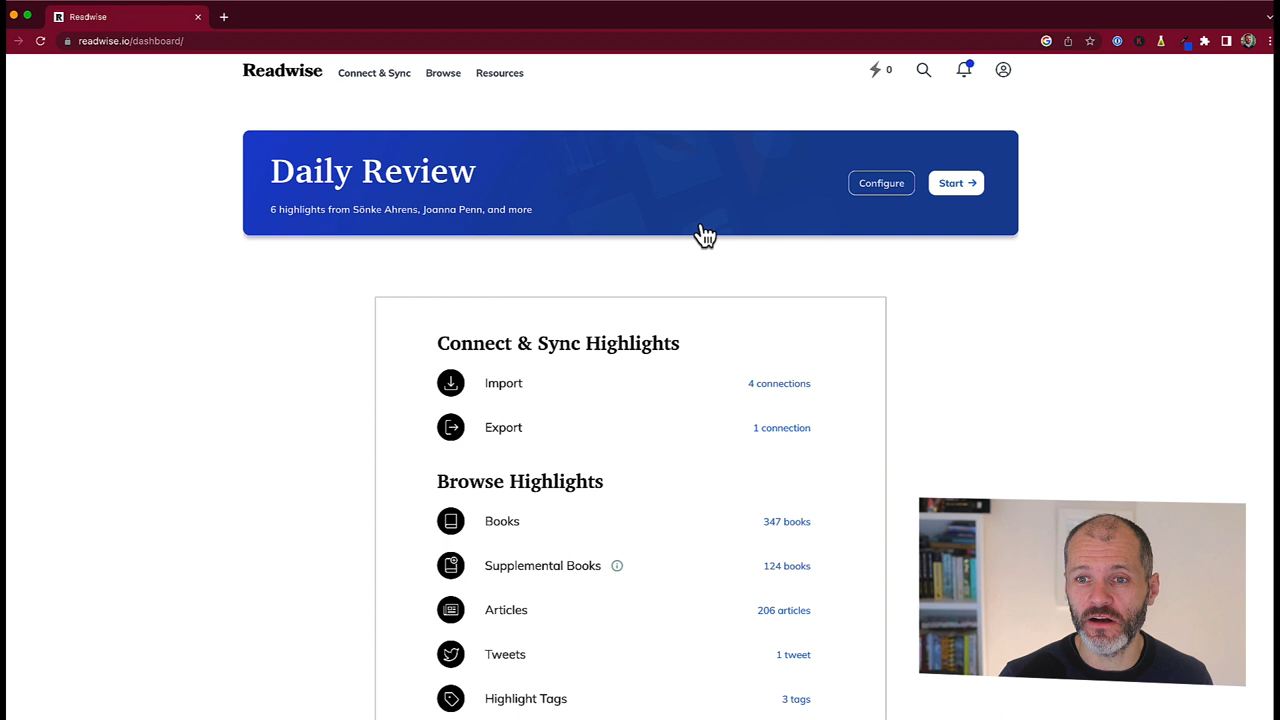 Readwise
readwise.io/dashboard/
Readwise Connect & Sync Browse Resources 0
Daily Review
6 highlights from Sönke Ahrens, Joanna Penn, and more
Configure
Start →
Connect & Sync Highlights
Import 4 connections
Export 1 connection
Browse Highlights
Books 347 books
Supplemental Books 124 books
Articles 206 articles
Tweets 1 tweet
Highlight Tags 3 tags